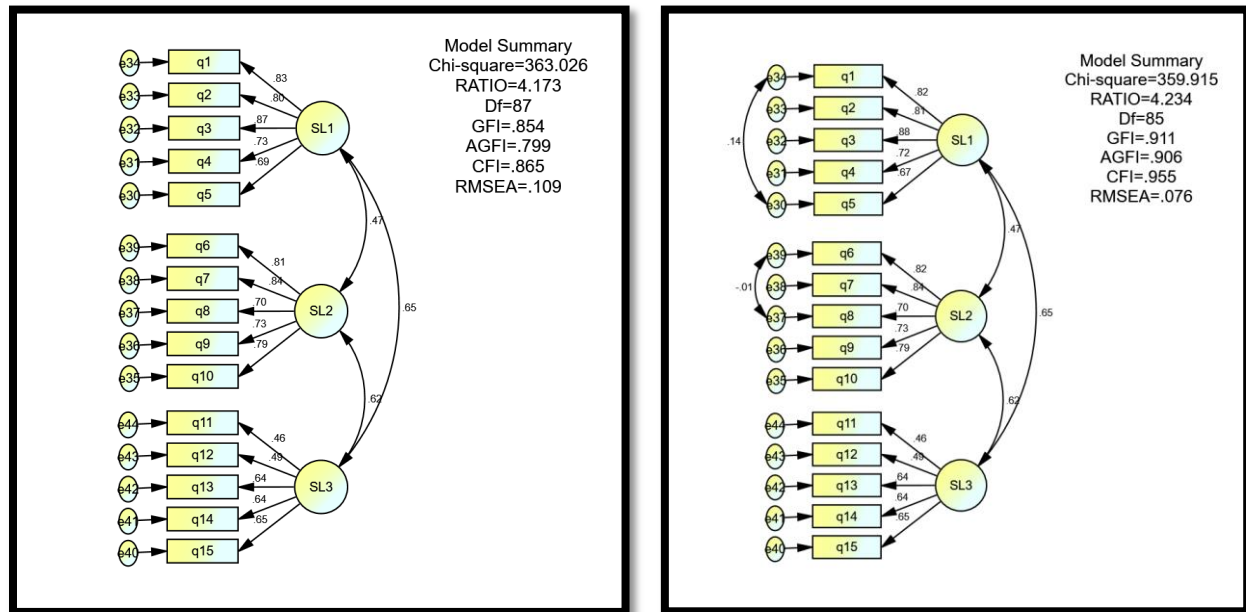 Model Summary
Chi-square=363.026
RATIO=4.173
Df=87
GFI=.854
AGFI=.799
CFI=.865
RMSEA=.109
e34 q1 .83
e33 q2 .80
e32 q3 .87 SL1
e31 q4 .73
e30 q5 .69
.47
e39 q6 .81
e38 q7 .84
e37 q8 .70 SL2
e36 q9 .73
e35 q10 .79
.65
.62
e44 q11 .46
e43 q12 .49
e42 q13 .64 SL3
e41 q14 .64
e40 q15 .65
Model Summary
Chi-square=359.915
RATIO=4.234
Df=85
GFI=.911
AGFI=.906
CFI=.955
RMSEA=.076
e34 q1 .82
e33 q2 .81
.14 e32 q3 .88 SL1
e31 q4 .72
e30 q5 .67
.47
e39 q6 .82
-.01 e38 q7 .84
e37 q8 .70 SL2
e36 q9 .73
e35 q10 .79
.65
.62
e44 q11 .46
e43 q12 .49
e42 q13 .64 SL3
e41 q14 .64
e40 q15 .65